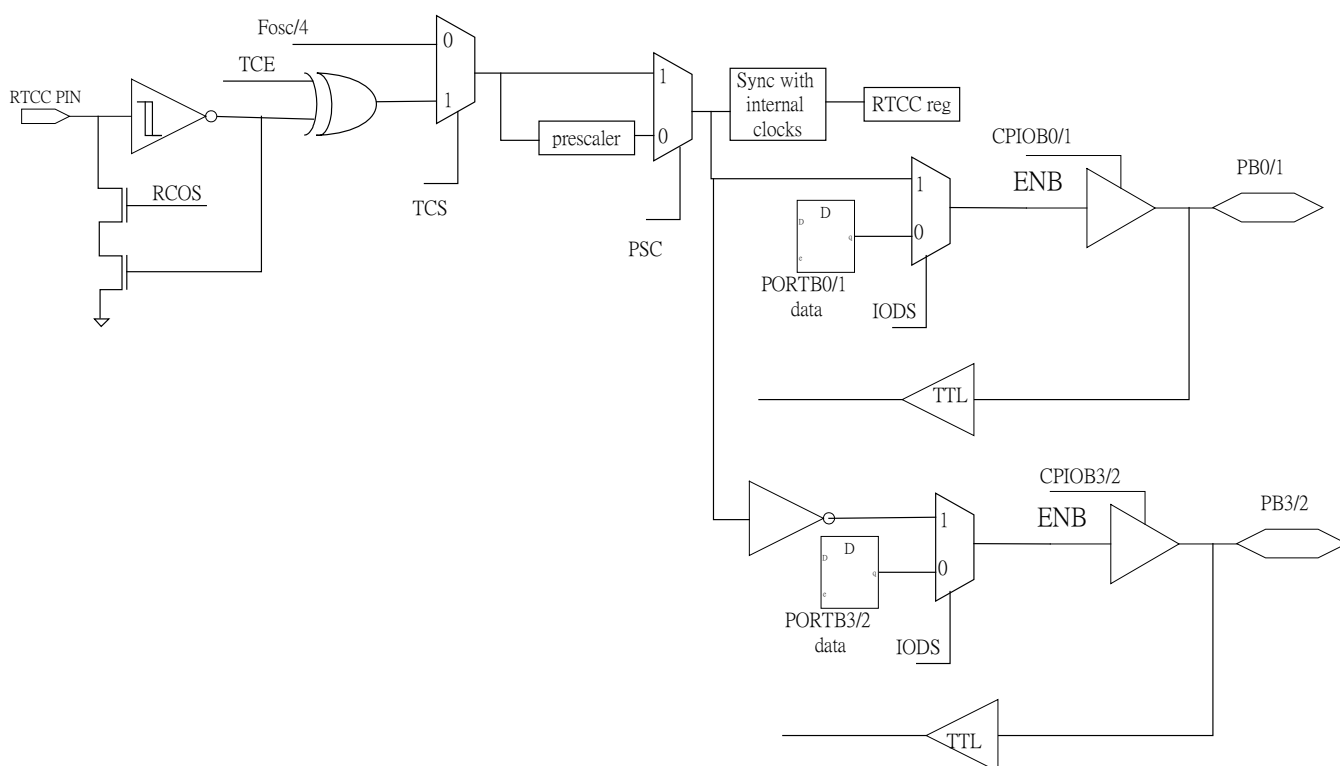 Fosc/4
0
TCE
RTCC PIN
1
1
Sync with
internal
clocks
RTCC reg
prescaler
0
RCOS
TCS
PSC
CPIOB0/1
ENB
PB0/1
1
D
D
q
0
e
PORTB0/1
data
IODS
TTL
CPIOB3/2
ENB
PB3/2
1
D
D
q
0
e
PORTB3/2
data
IODS
TTL